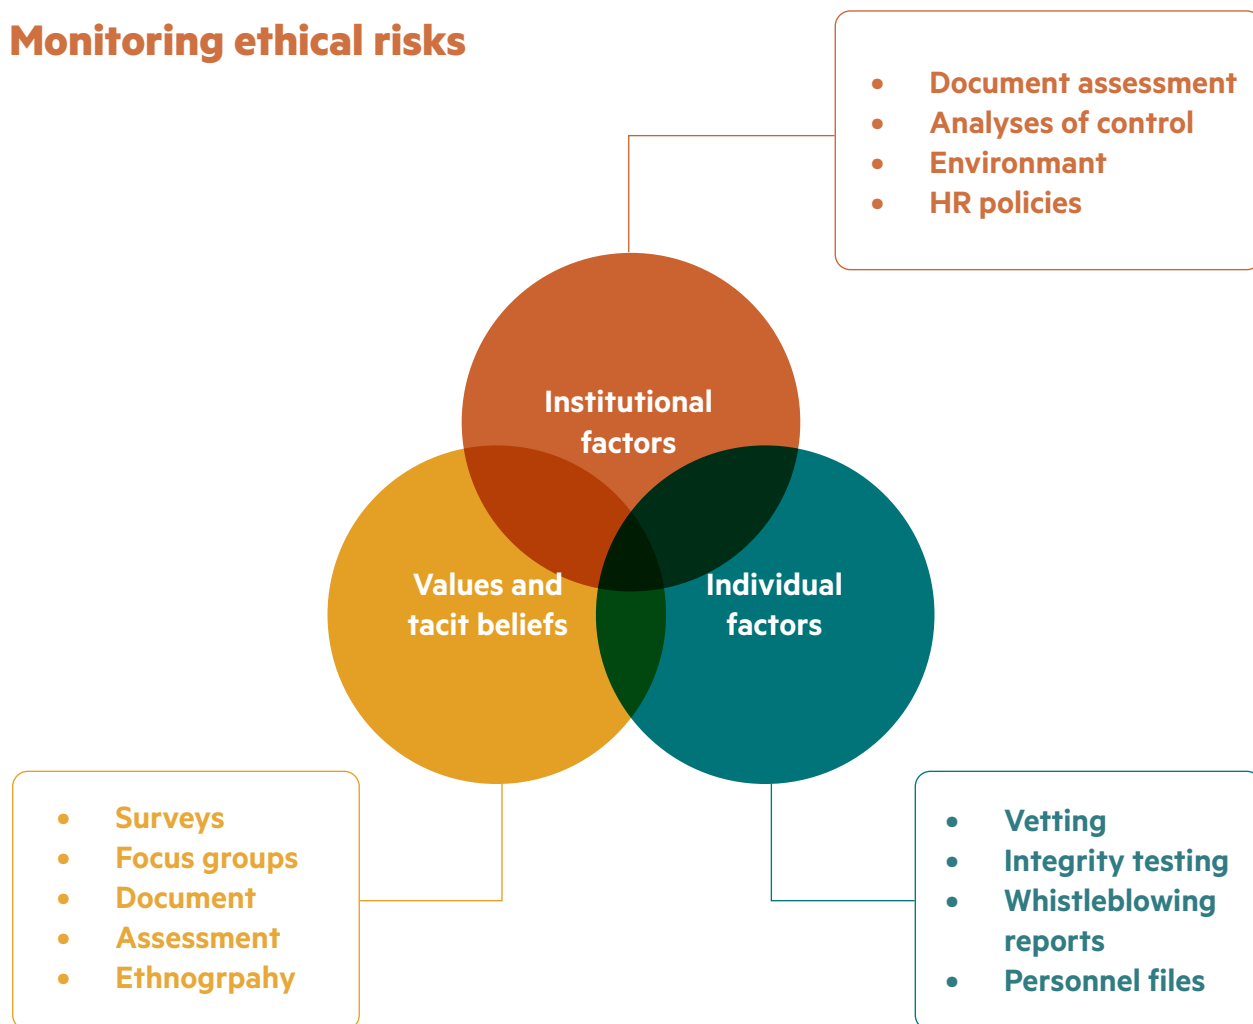 Monitoring ethical risks
• Document assessment
• Analyses of control
• Environmant
• HR policies
Institutional
factors
Values and
tacit beliefs
Individual
factors
• Surveys
• Focus groups
• Document
• Assessment
• Ethnogrpahy
• Vetting
• Integrity testing
• Whistleblowing
reports
• Personnel files